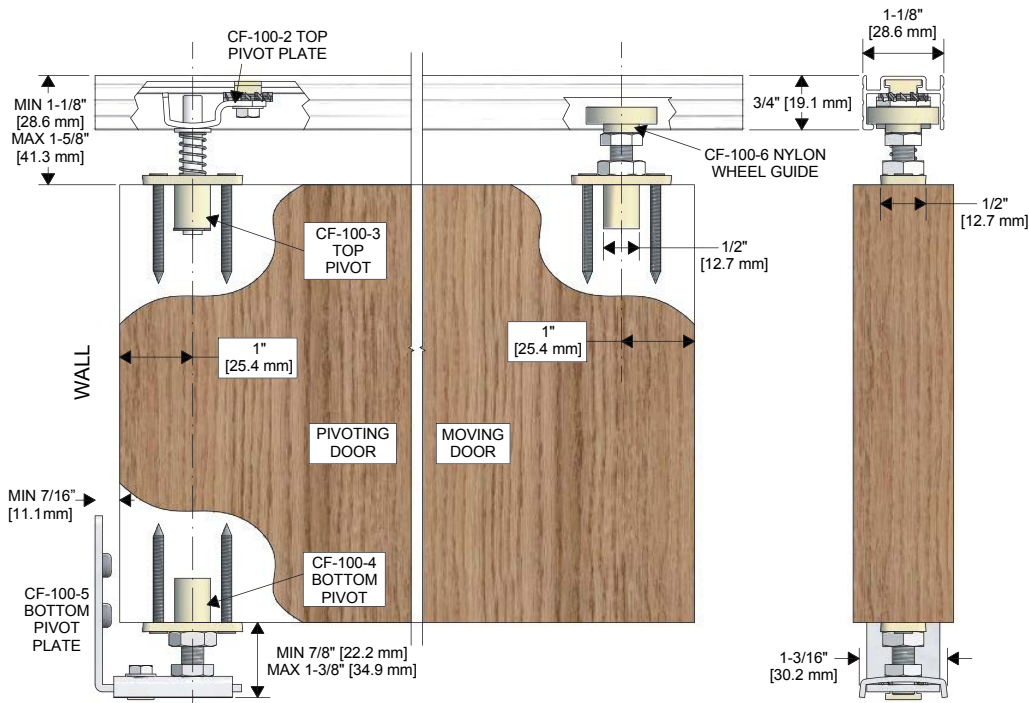 CF-100-2 TOP
PIVOT PLATE
1-1/8"
[28.6 mm]
MIN 1-1/8"
[28.6 mm]
MAX 1-5/8"
[41.3 mm]
3/4" [19.1 mm]
CF-100-6 NYLON
WHEEL GUIDE
CF-100-3
TOP
PIVOT
1/2"
[12.7 mm]
1/2"
[12.7 mm]
WALL
1"
[25.4 mm]
1"
[25.4 mm]
PIVOTING
DOOR
MOVING
DOOR
MIN 7/16"
[11.1mm]
CF-100-5
BOTTOM
PIVOT
PLATE
CF-100-4
BOTTOM
PIVOT
MIN 7/8" [22.2 mm]
MAX 1-3/8" [34.9 mm]
1-3/16"
[30.2 mm]